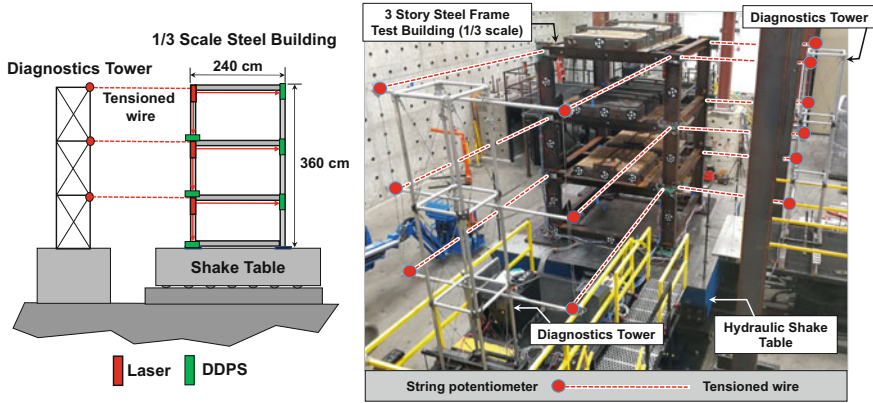 1/3 Scale Steel Building
240 cm
Diagnostics Tower
Tensioned
wire
360 cm
Shake Table
Laser
DDPS
3 Story Steel Frame
Test Building (1/3 scale)
Diagnostics Tower
Diagnostics Tower
Hydraulic Shake
Table
String potentiometer
Tensioned wire